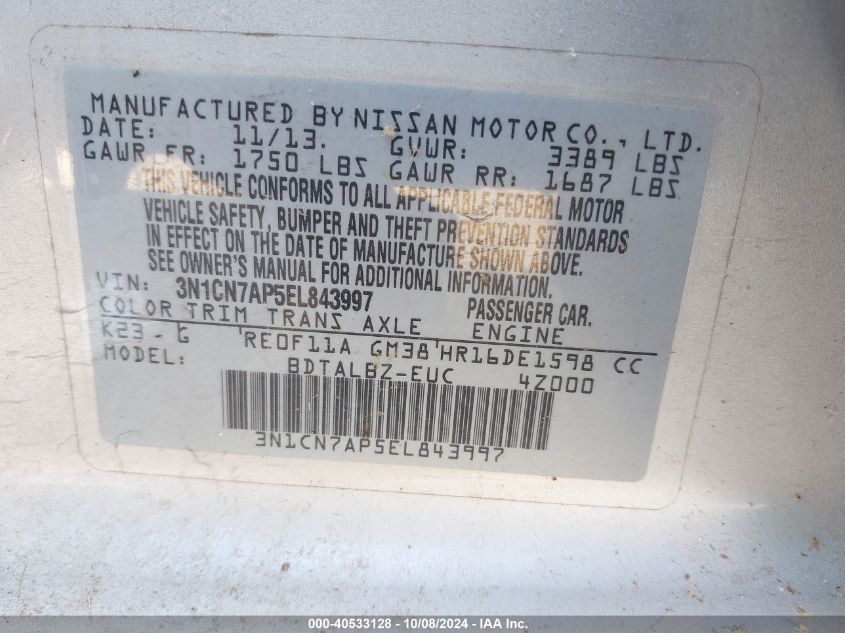 MANUFACTURED BY NISSAN MOTOR CO., LTD.
DATE: 11/13. GVWR: 3389 LBS
GAWR FR: 1750 LBS GAWR RR: 1687 LBS
THIS VEHICLE CONFORMS TO ALL APPLICABLE FEDERAL MOTOR
VEHICLE SAFETY, BUMPER AND THEFT PREVENTION STANDARDS
IN EFFECT ON THE DATE OF MANUFACTURE SHOWN ABOVE.
SEE OWNER'S MANUAL FOR ADDITIONAL INFORMATION.
VIN: 3N1CN7AP5EL843997 PASSENGER CAR.
COLOR TRIM TRANS AXLE ENGINE
K23 - G 'RE0F11A GM38'HR16DE1598 CC
MODEL: BDTALBZ-EUC 4Z000
3N1CN7AP5EL843997
000-40533128 - 10/08/2024 - IAA Inc.